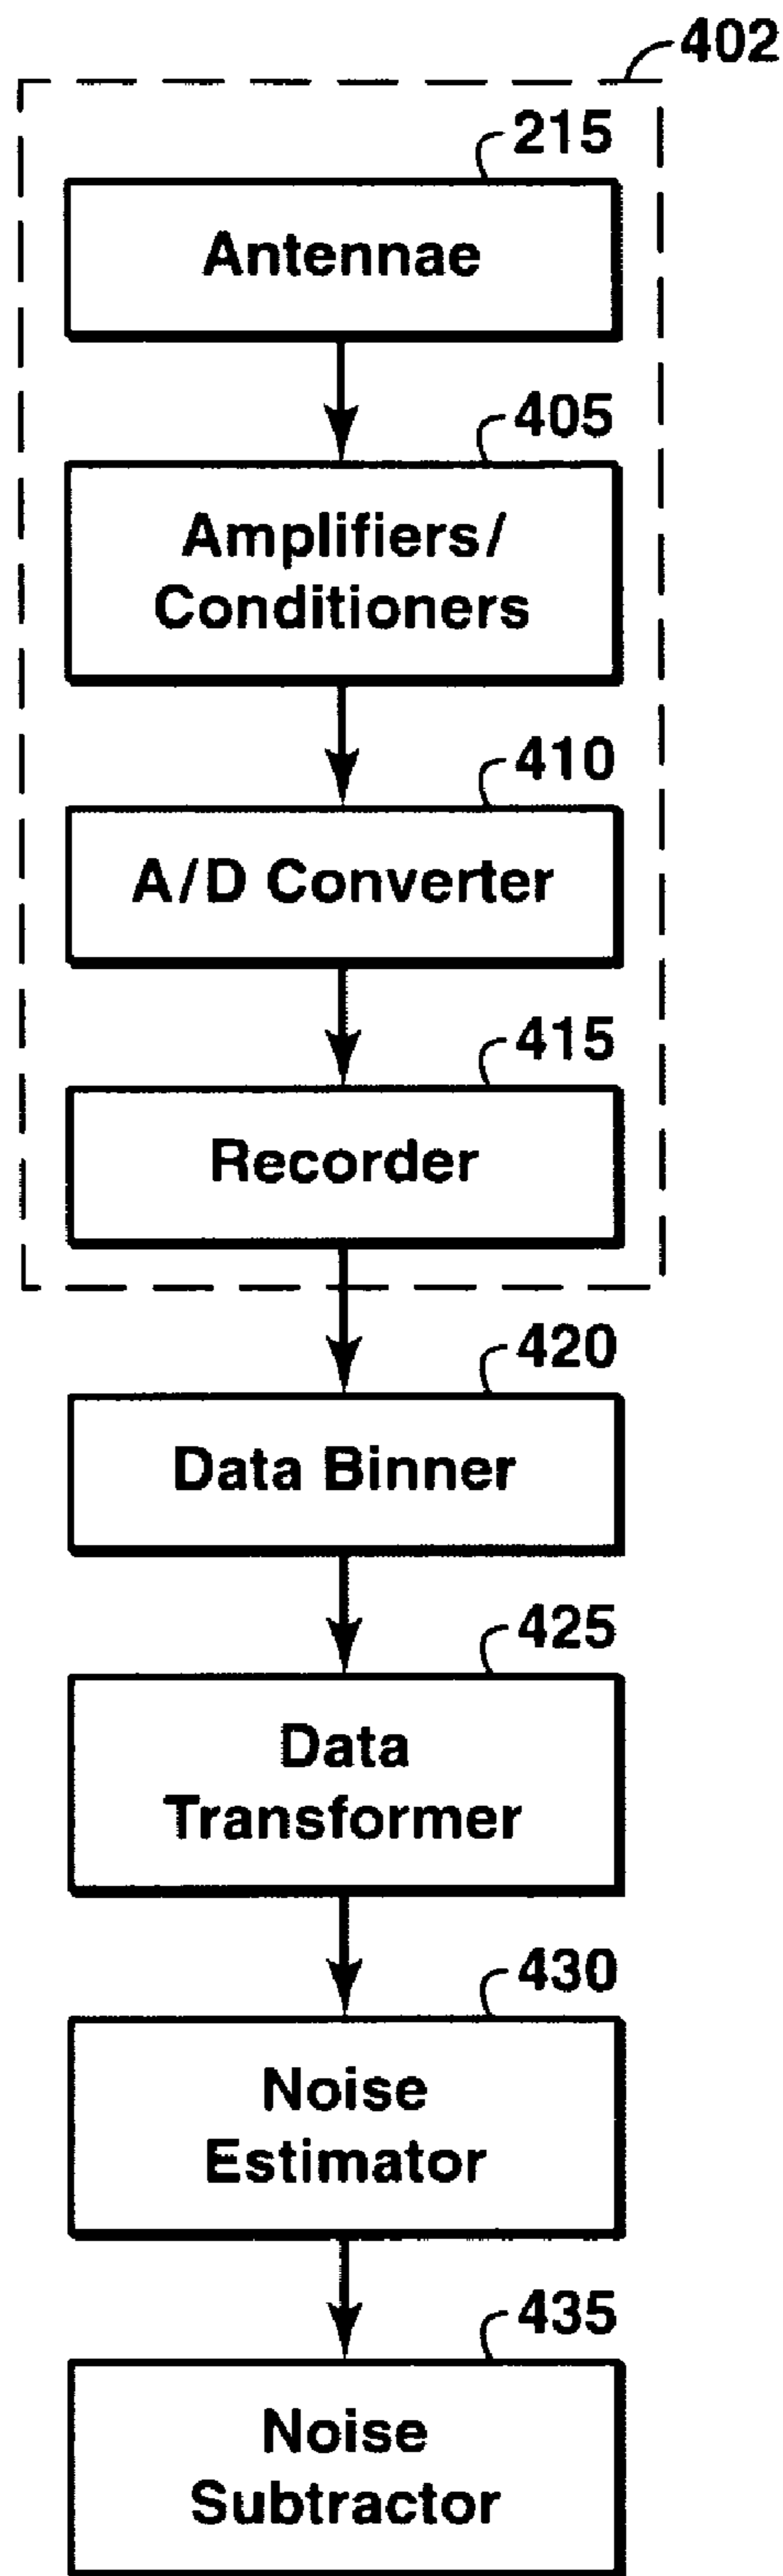 402
215
Antennae
405
Amplifiers/
Conditioners
410
A/D Converter
415
Recorder
420
Data Binner
425
Data
Transformer
430
Noise
Estimator
435
Noise
Subtractor